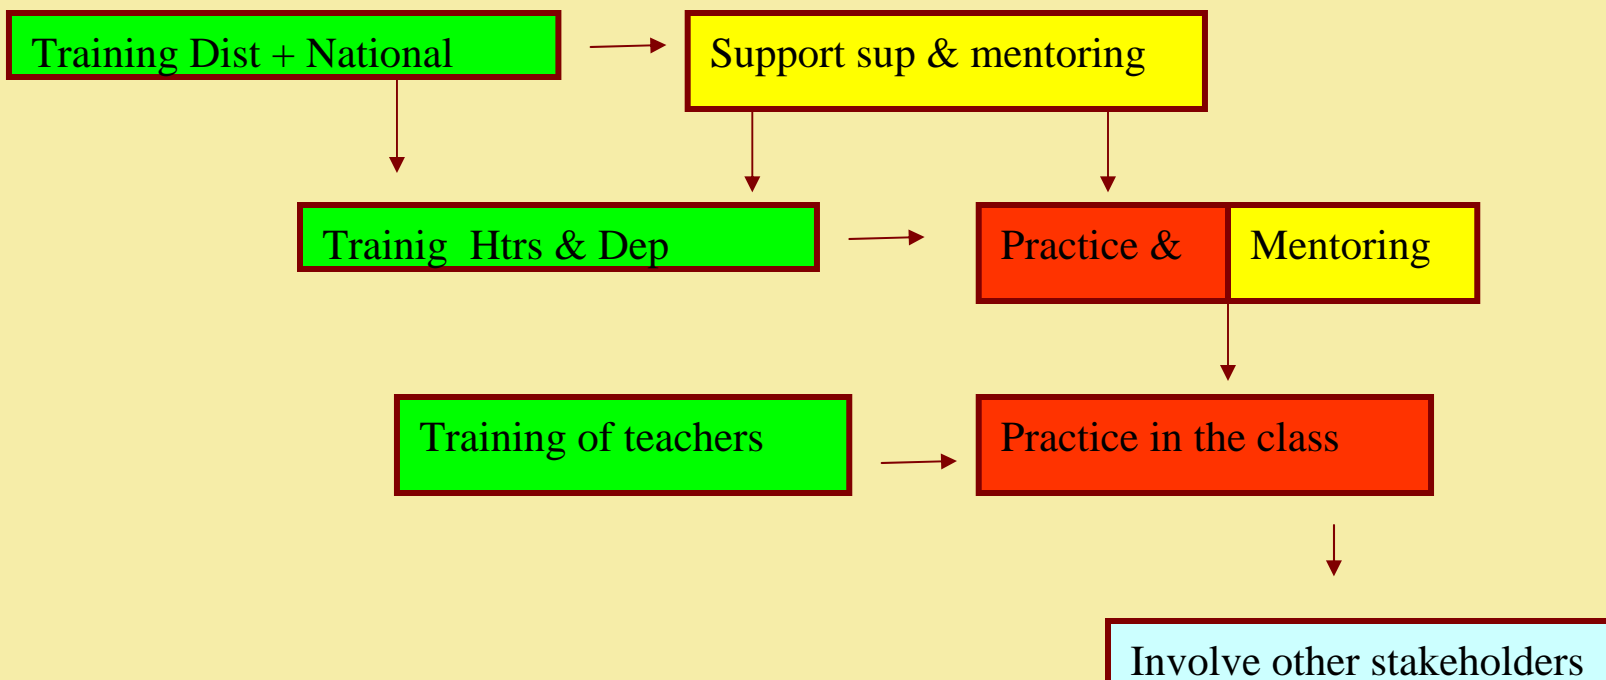 Training Dist + National
Support sup & mentoring
Trainig Htrs & Dep
Practice &
Mentoring
Training of teachers
Practice in the class
Involve other stakeholders